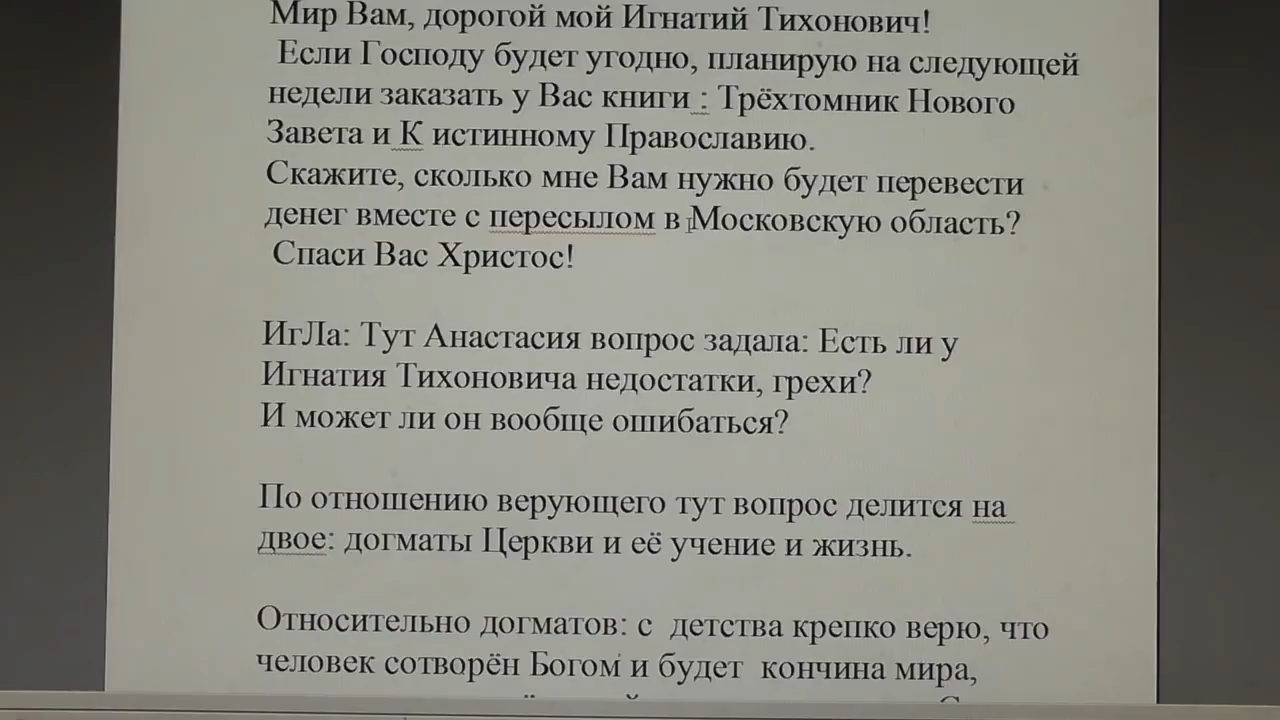 Мир Вам, дорогой мой Игнатий Тихонович!
Если Господу будет угодно, планирую на следующей
недели заказать у Вас книги : Трёхтомник Нового
Завета и К истинному Православию.
Скажите, сколько мне Вам нужно будет перевести
денег вместе с пересылом в Московскую область?
Спаси Вас Христос!
ИгЛа: Тут Анастасия вопрос задала: Есть ли у
Игнатия Тихоновича недостатки, грехи?
И может ли он вообще ошибаться?
По отношению верующего тут вопрос делится на
двое: догматы Церкви и её учение и жизнь.
Относительно догматов: с детства крепко верю, что
человек сотворён Богом и будет кончина мира,